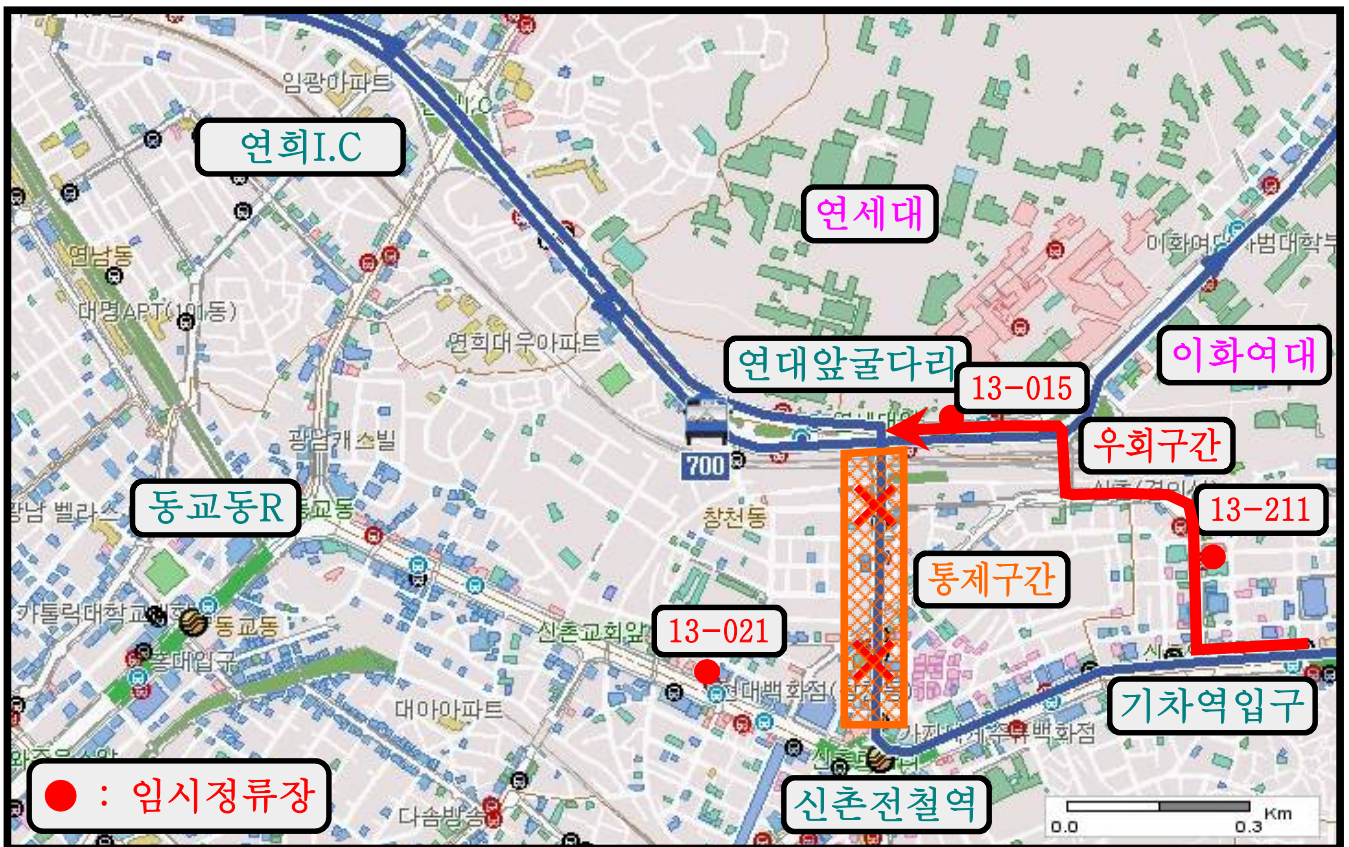 임광아파트
연희I.C
연세대
연남동
이화여대
대명APT(101동)
연희대우아파트
연대앞굴다리
13-015
우회구간
광남캐스빌
700
동교동R
창천동
13-211
통제구간
동교동
신촌교회앞
13-021
홍대입구
대아아파트
기차역입구
● : 임시정류장
신촌전철역
다솜방송
0.0
0.3
Km